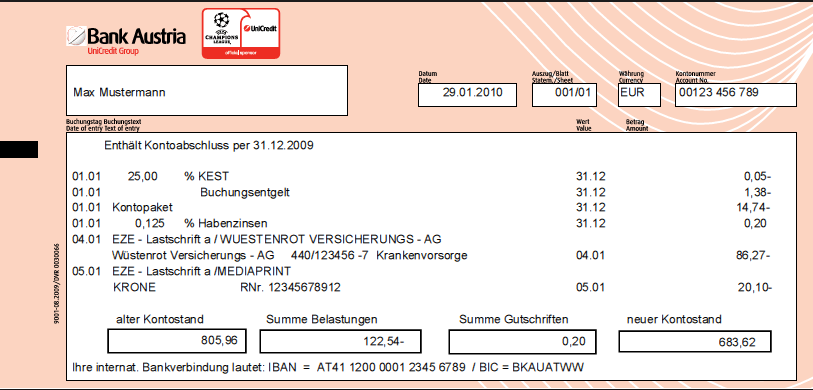 Bank Austria
UniCredit Group
UEFA
CHAMPIONS
LEAGUE
UniCredit
official sponsor
Datum
Date
Auszug/Blatt
Statem./Sheet
Währung
Currency
Kontonummer
Account No.
Max Mustermann
29.01.2010
001/01
EUR
00123 456 789
Buchungstag Buchungstext
Date of entry Text of entry
Wert
Value
Betrag
Amount
Enthält Kontoabschluss per 31.12.2009
01.01 25,00 % KEST 31.12 0,05-
01.01 Buchungsentgelt 31.12 1,38-
01.01 Kontopaket 31.12 14,74-
01.01 0,125 % Habenzinsen 31.12 0,20
04.01 EZE - Lastschrift a / WUESTENROT VERSICHERUNGS - AG
Wüstenrot Versicherungs - AG 440/123456 -7 Krankenvorsorge 04.01 86,27-
05.01 EZE - Lastschrift a /MEDIAPRINT
KRONE RNr. 12345678912 05.01 20,10-
alter Kontostand Summe Belastungen Summe Gutschriften neuer Kontostand
805,96 122,54- 0,20 683,62
Ihre internat. Bankverbindung lautet: IBAN = AT41 1200 0001 2345 6789 / BIC = BKAUATWW
9001-08.2009/DVR 0030066